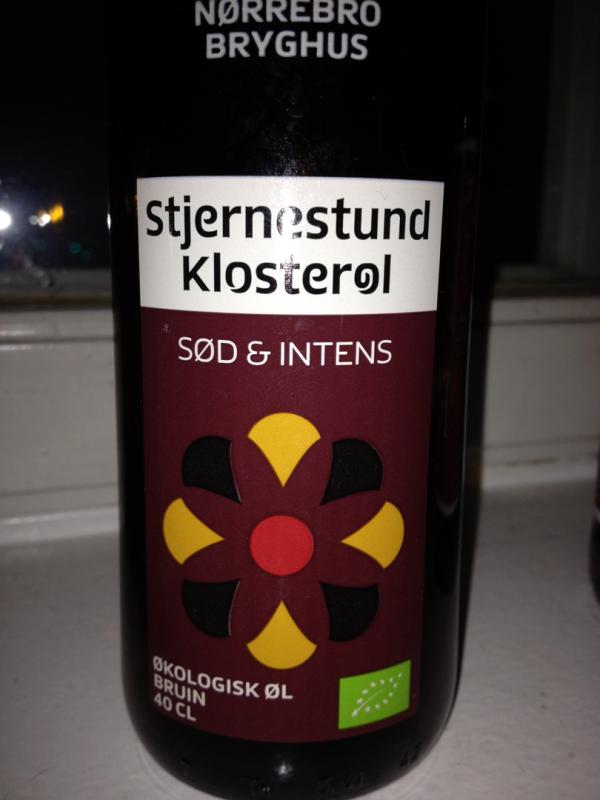 NØRREBRO
BRYGHUS
Stjernestund
Klosterøl
SØD & INTENS
ØKOLOGISK ØL
BRUIN
40 CL